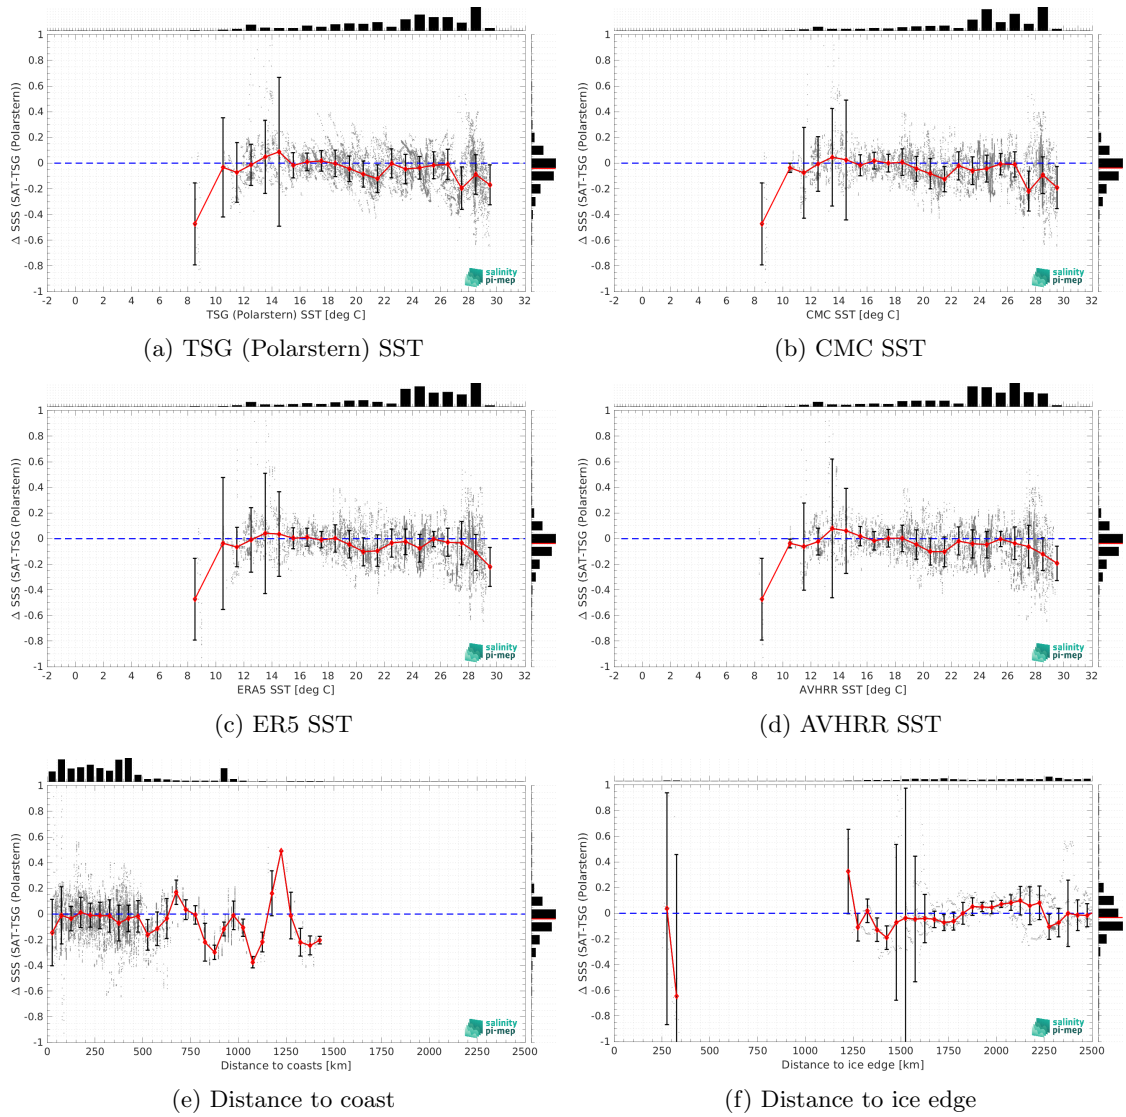 1
0.8
0.6
0.4
0.2
0
-0.2
-0.4
-0.6
-0.8
-1
Δ SSS (SAT-TSG (Polarstern))
salinity
pi-mep
-2 0 2 4 6 8 10 12 14 16 18 20 22 24 26 28 30 32
TSG (Polarstern) SST [deg C]
(a) TSG (Polarstern) SST
1
0.8
0.6
0.4
0.2
0
-0.2
-0.4
-0.6
-0.8
-1
Δ SSS (SAT-TSG (Polarstern))
salinity
pi-mep
-2 0 2 4 6 8 10 12 14 16 18 20 22 24 26 28 30 32
CMC SST [deg C]
(b) CMC SST
1
0.8
0.6
0.4
0.2
0
-0.2
-0.4
-0.6
-0.8
-1
Δ SSS (SAT-TSG (Polarstern))
salinity
pi-mep
-2 0 2 4 6 8 10 12 14 16 18 20 22 24 26 28 30 32
ERA5 SST [deg C]
(c) ER5 SST
1
0.8
0.6
0.4
0.2
0
-0.2
-0.4
-0.6
-0.8
-1
Δ SSS (SAT-TSG (Polarstern))
salinity
pi-mep
-2 0 2 4 6 8 10 12 14 16 18 20 22 24 26 28 30 32
AVHRR SST [deg C]
(d) AVHRR SST
1
0.8
0.6
0.4
0.2
0
-0.2
-0.4
-0.6
-0.8
-1
Δ SSS (SAT-TSG (Polarstern))
salinity
pi-mep
0 250 500 750 1000 1250 1500 1750 2000 2250 2500
Distance to coasts [km]
(e) Distance to coast
1
0.8
0.6
0.4
0.2
0
-0.2
-0.4
-0.6
-0.8
-1
Δ SSS (SAT-TSG (Polarstern))
salinity
pi-mep
0 250 500 750 1000 1250 1500 1750 2000 2250 2500
Distance to ice edge [km]
(f) Distance to ice edge